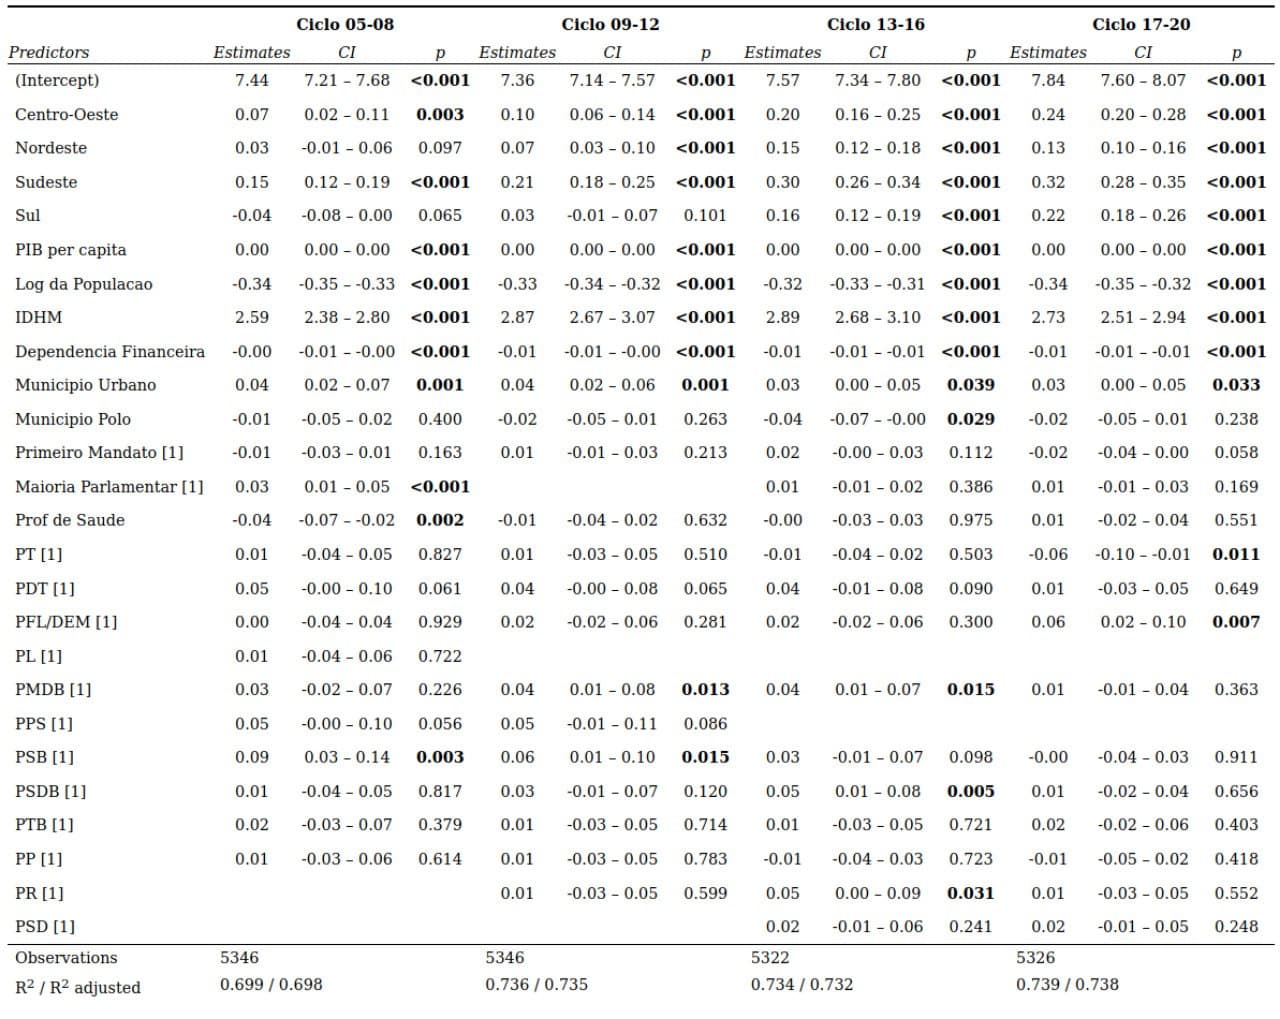 Ciclo 05-08 Ciclo 09-12 Ciclo 13-16 Ciclo 17-20
Predictors Estimates CI p Estimates CI p Estimates CI p Estimates CI p
(Intercept) 7.44 7.21 – 7.68 <0.001 7.36 7.14 – 7.57 <0.001 7.57 7.34 – 7.80 <0.001 7.84 7.60 – 8.07 <0.001
Centro-Oeste 0.07 0.02 – 0.11 0.003 0.10 0.06 – 0.14 <0.001 0.20 0.16 – 0.25 <0.001 0.24 0.20 – 0.28 <0.001
Nordeste 0.03 -0.01 – 0.06 0.097 0.07 0.03 – 0.10 <0.001 0.15 0.12 – 0.18 <0.001 0.13 0.10 – 0.16 <0.001
Sudeste 0.15 0.12 – 0.19 <0.001 0.21 0.18 – 0.25 <0.001 0.30 0.26 – 0.34 <0.001 0.32 0.28 – 0.35 <0.001
Sul -0.04 -0.08 – 0.00 0.065 0.03 -0.01 – 0.07 0.101 0.16 0.12 – 0.19 <0.001 0.22 0.18 – 0.26 <0.001
PIB per capita 0.00 0.00 – 0.00 <0.001 0.00 0.00 – 0.00 <0.001 0.00 0.00 – 0.00 <0.001 0.00 0.00 – 0.00 <0.001
Log da Populacao -0.34 -0.35 – -0.33 <0.001 -0.33 -0.34 – -0.32 <0.001 -0.32 -0.33 – -0.31 <0.001 -0.34 -0.35 – -0.32 <0.001
IDHM 2.59 2.38 – 2.80 <0.001 2.87 2.67 – 3.07 <0.001 2.89 2.68 – 3.10 <0.001 2.73 2.51 – 2.94 <0.001
Dependencia Financeira -0.00 -0.01 – -0.00 <0.001 -0.01 -0.01 – -0.00 <0.001 -0.01 -0.01 – -0.01 <0.001 -0.01 -0.01 – -0.01 <0.001
Municipio Urbano 0.04 0.02 – 0.07 0.001 0.04 0.02 – 0.06 0.001 0.03 0.00 – 0.05 0.039 0.03 0.00 – 0.05 0.033
Municipio Polo -0.01 -0.05 – 0.02 0.400 -0.02 -0.05 – 0.01 0.263 -0.04 -0.07 – -0.00 0.029 -0.02 -0.05 – 0.01 0.238
Primeiro Mandato [1] -0.01 -0.03 – 0.01 0.163 0.01 -0.01 – 0.03 0.213 0.02 -0.00 – 0.03 0.112 -0.02 -0.04 – 0.00 0.058
Maioria Parlamentar [1] 0.03 0.01 – 0.05 <0.001 0.01 -0.01 – 0.02 0.386 0.01 -0.01 – 0.03 0.169
Prof de Saude -0.04 -0.07 – -0.02 0.002 -0.01 -0.04 – 0.02 0.632 -0.00 -0.03 – 0.03 0.975 0.01 -0.02 – 0.04 0.551
PT [1] 0.01 -0.04 – 0.05 0.827 0.01 -0.03 – 0.05 0.510 -0.01 -0.04 – 0.02 0.503 -0.06 -0.10 – -0.01 0.011
PDT [1] 0.05 -0.00 – 0.10 0.061 0.04 -0.00 – 0.08 0.065 0.04 -0.01 – 0.08 0.090 0.01 -0.03 – 0.05 0.649
PFL/DEM [1] 0.00 -0.04 – 0.04 0.929 0.02 -0.02 – 0.06 0.281 0.02 -0.02 – 0.06 0.300 0.06 0.02 – 0.10 0.007
PL [1] 0.01 -0.04 – 0.06 0.722
PMDB [1] 0.03 -0.02 – 0.07 0.226 0.04 0.01 – 0.08 0.013 0.04 0.01 – 0.07 0.015 0.01 -0.01 – 0.04 0.363
PPS [1] 0.05 -0.00 – 0.10 0.056 0.05 -0.01 – 0.11 0.086
PSB [1] 0.09 0.03 – 0.14 0.003 0.06 0.01 – 0.10 0.015 0.03 -0.01 – 0.07 0.098 -0.00 -0.04 – 0.03 0.911
PSDB [1] 0.01 -0.04 – 0.05 0.817 0.03 -0.01 – 0.07 0.120 0.05 0.01 – 0.08 0.005 0.01 -0.02 – 0.04 0.656
PTB [1] 0.02 -0.03 – 0.07 0.379 0.01 -0.03 – 0.05 0.714 0.01 -0.03 – 0.05 0.721 0.02 -0.02 – 0.06 0.403
PP [1] 0.01 -0.03 – 0.06 0.614 0.01 -0.03 – 0.05 0.783 -0.01 -0.04 – 0.03 0.723 -0.01 -0.05 – 0.02 0.418
PR [1] 0.01 -0.03 – 0.05 0.599 0.05 0.00 – 0.09 0.031 0.01 -0.03 – 0.05 0.552
PSD [1] 0.02 -0.01 – 0.06 0.241 0.02 -0.01 – 0.05 0.248
Observations 5346 5346 5322 5326
R² / R² adjusted 0.699 / 0.698 0.736 / 0.735 0.734 / 0.732 0.739 / 0.738